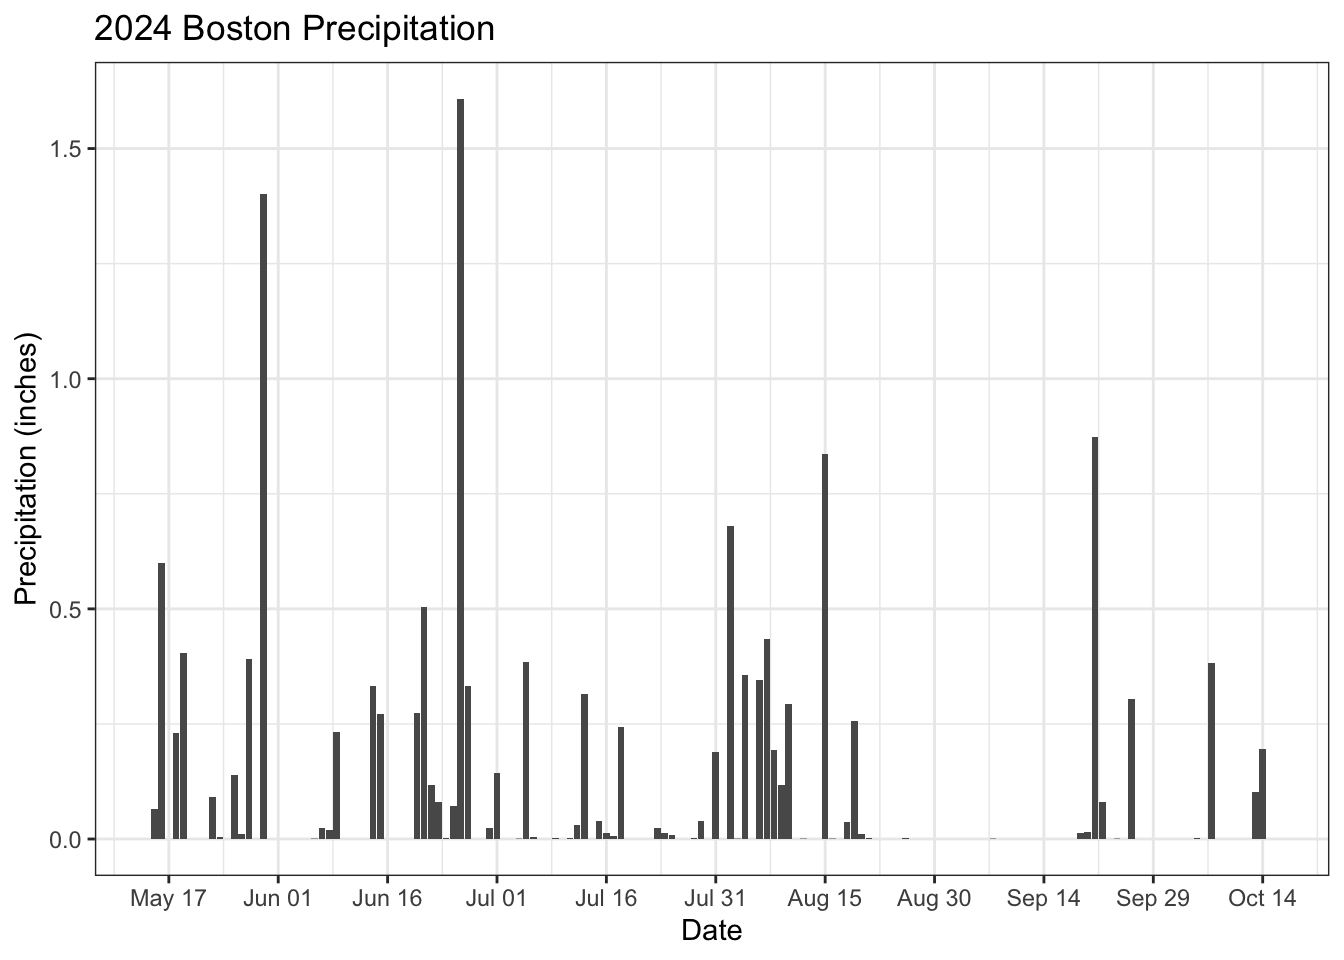 2024 Boston Precipitation
Precipitation (inches)
1.5
1.0
0.5
0.0
May 17 Jun 01 Jun 16 Jul 01 Jul 16 Jul 31 Aug 15 Aug 30 Sep 14 Sep 29 Oct 14
Date